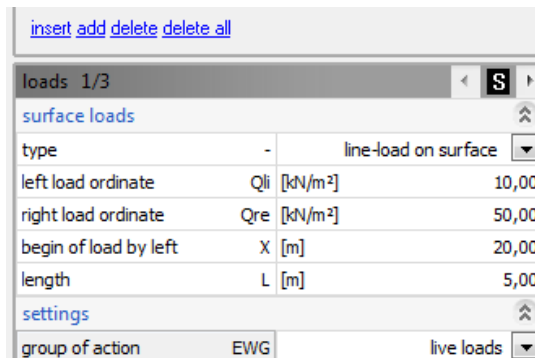 insert add delete delete all
loads 1/3 S
surface loads
type - line-load on surface
left load ordinate Qli [kN/m²] 10,00
right load ordinate Qre [kN/m²] 50,00
begin of load by left X [m] 20,00
length L [m] 5,00
settings
group of action EWG live loads